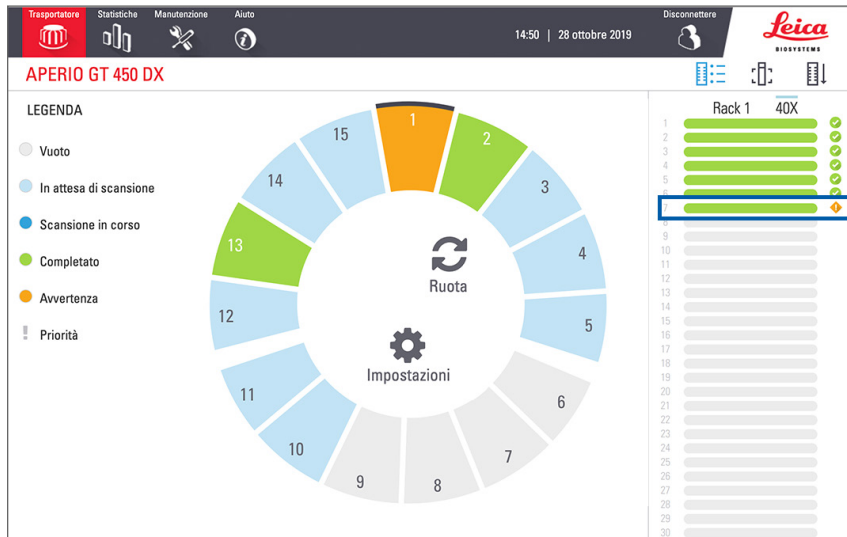 Trasportatore Statistiche Manutenzione Aiuto
14:50 | 28 ottobre 2019
Disconnettere
Leica
BIOSYSTEMS
APERIO GT 450 DX
LEGENDA
Vuoto
In attesa di scansione
Scansione in corso
Completato
Avvertenza
! Priorità
1
2
3
4
5
6
7
8
9
10
11
12
13
14
15
Ruota
Impostazioni
Rack 1 40X
1
2
3
4
5
6
7
8
9
10
11
12
13
14
15
16
17
18
19
20
21
22
23
24
25
26
27
28
29
30